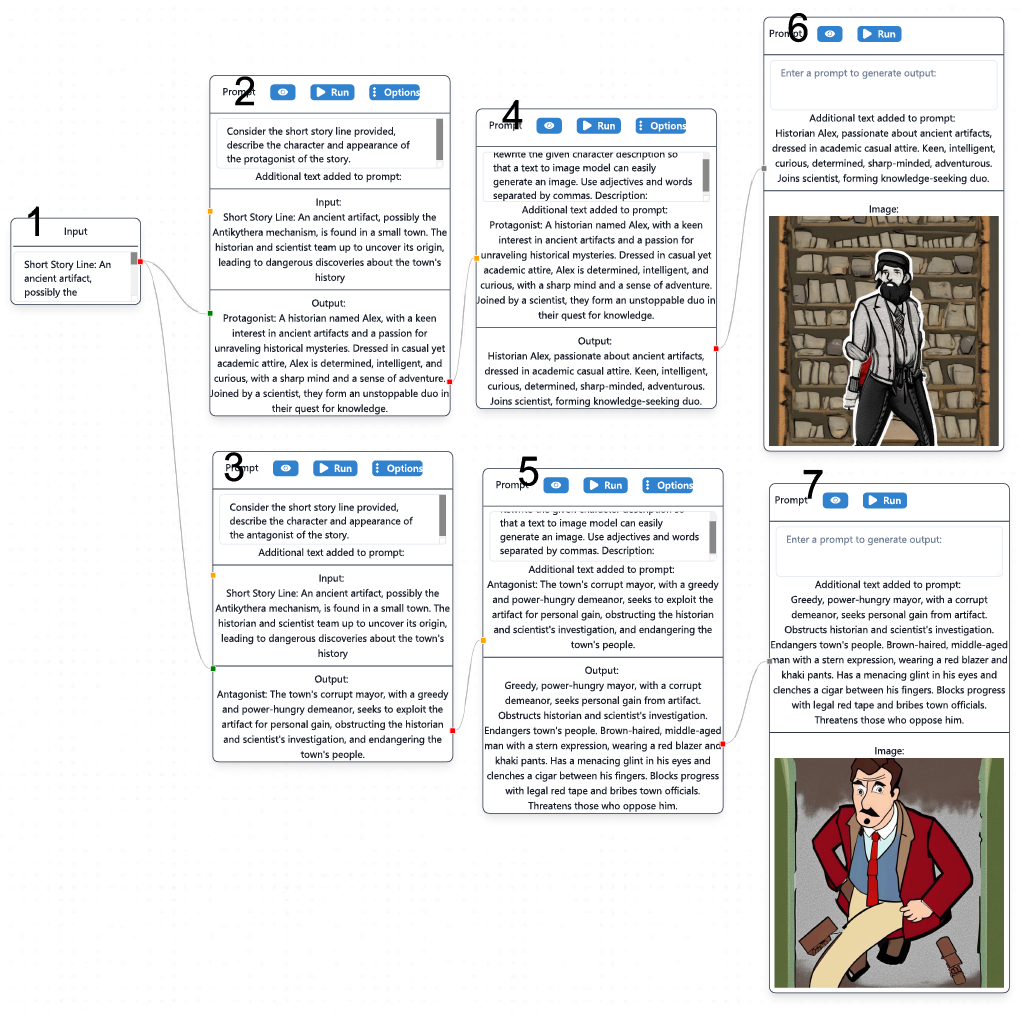 1
Input
Short Story Line: An
ancient artifact,
possibly the
2
Prompt
Run
Options
Consider the short story line provided,
describe the character and appearance of
the protagonist of the story.
Additional text added to prompt:
Input:
Short Story Line: An ancient artifact, possibly the
Antikythera mechanism, is found in a small town. The
historian and scientist team up to uncover its origin,
leading to dangerous discoveries about the town's
history
Output:
Protagonist: A historian named Alex, with a keen
interest in ancient artifacts and a passion for
unraveling historical mysteries. Dressed in casual yet
academic attire, Alex is determined, intelligent, and
curious, with a sharp mind and a sense of adventure.
Joined by a scientist, they form an unstoppable duo in
their quest for knowledge.
3
Prompt
Run
Options
Consider the short story line provided,
describe the character and appearance of
the antagonist of the story.
Additional text added to prompt:
Input:
Short Story Line: An ancient artifact, possibly the
Antikythera mechanism, is found in a small town. The
historian and scientist team up to uncover its origin,
leading to dangerous discoveries about the town's
history
Output:
Antagonist: The town's corrupt mayor, with a greedy
and power-hungry demeanor, seeks to exploit the
artifact for personal gain, obstructing the historian
and scientist's investigation, and endangering the
town's people.
4
Prompt
Run
Options
Rewrite the given character description so
that a text to image model can easily
generate an image. Use adjectives and words
separated by commas. Description:
Additional text added to prompt:
Protagonist: A historian named Alex, with a keen
interest in ancient artifacts and a passion for
unraveling historical mysteries. Dressed in casual yet
academic attire, Alex is determined, intelligent, and
curious, with a sharp mind and a sense of adventure.
Joined by a scientist, they form an unstoppable duo in
their quest for knowledge.
Output:
Historian Alex, passionate about ancient artifacts,
dressed in academic casual attire. Keen, intelligent,
curious, determined, sharp-minded, adventurous.
Joins scientist, forming knowledge-seeking duo.
5
Prompt
Run
Options
Rewrite the given character description so
that a text to image model can easily
generate an image. Use adjectives and words
separated by commas. Description:
Additional text added to prompt:
Antagonist: The town's corrupt mayor, with a greedy
and power-hungry demeanor, seeks to exploit the
artifact for personal gain, obstructing the historian
and scientist's investigation, and endangering the
town's people.
Output:
Greedy, power-hungry mayor, with a corrupt
demeanor, seeks personal gain from artifact.
Obstructs historian and scientist's investigation.
Endangers town's people. Brown-haired, middle-aged
man with a stern expression, wearing a red blazer and
khaki pants. Has a menacing glint in his eyes and
clenches a cigar between his fingers. Blocks progress
with legal red tape and bribes town officials.
Threatens those who oppose him.
6
Prompt
Run
Enter a prompt to generate output:
Additional text added to prompt:
Historian Alex, passionate about ancient artifacts,
dressed in academic casual attire. Keen, intelligent,
curious, determined, sharp-minded, adventurous.
Joins scientist, forming knowledge-seeking duo.
Image:
7
Prompt
Run
Enter a prompt to generate output:
Additional text added to prompt:
Greedy, power-hungry mayor, with a corrupt
demeanor, seeks personal gain from artifact.
Obstructs historian and scientist's investigation.
Endangers town's people. Brown-haired, middle-aged
man with a stern expression, wearing a red blazer and
khaki pants. Has a menacing glint in his eyes and
clenches a cigar between his fingers. Blocks progress
with legal red tape and bribes town officials.
Threatens those who oppose him.
Image: